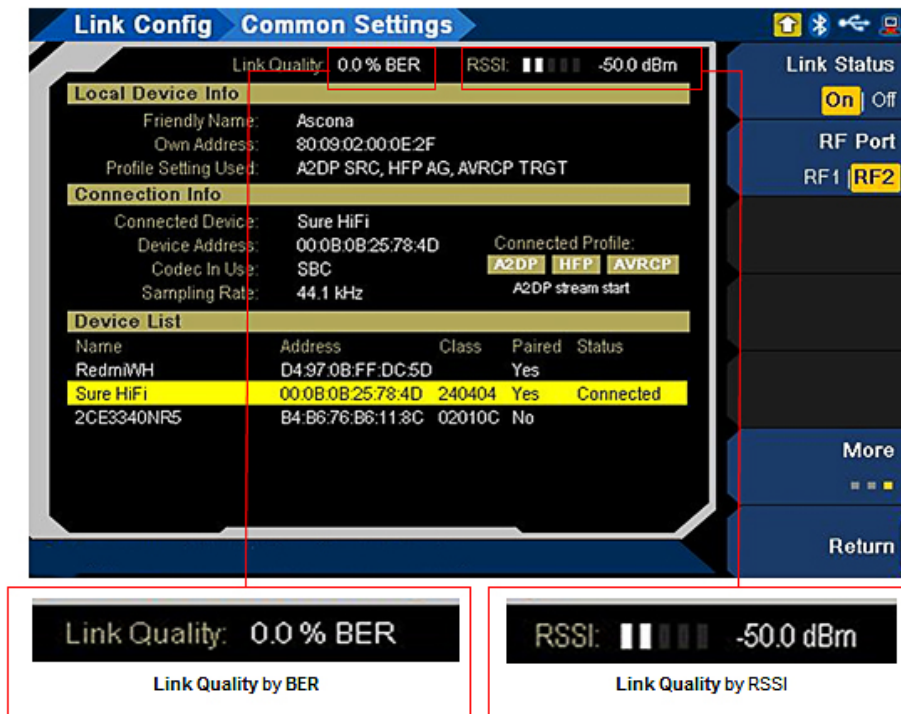 Link Config Common Settings
Link Quality: 0.0 % BER RSSI: -50.0 dBm
Local Device Info
Friendly Name: Ascona
Own Address: 80:09:02:00:0E:2F
Profile Setting Used: A2DP SRC, HFP AG, AVRCP TRGT
Connection Info
Connected Device: Sure HiFi
Device Address: 00:0B:0B:25:78:4D
Codec In Use: SBC
Sampling Rate: 44.1 kHz
Connected Profile:
A2DP HFP AVRCP
A2DP stream start
Device List
Name Address Class Paired Status
RedmiWH D4:97:0B:FF:DC:5D Yes
Sure HiFi 00:0B:0B:25:78:4D 240404 Yes Connected
2CE3340NR5 B4:B6:76:B6:11:8C 02010C No
Link Status
On | Off
RF Port
RF1 | RF2
More
Return
Link Quality: 0.0 % BER
Link Quality by BER
RSSI: -50.0 dBm
Link Quality by RSSI